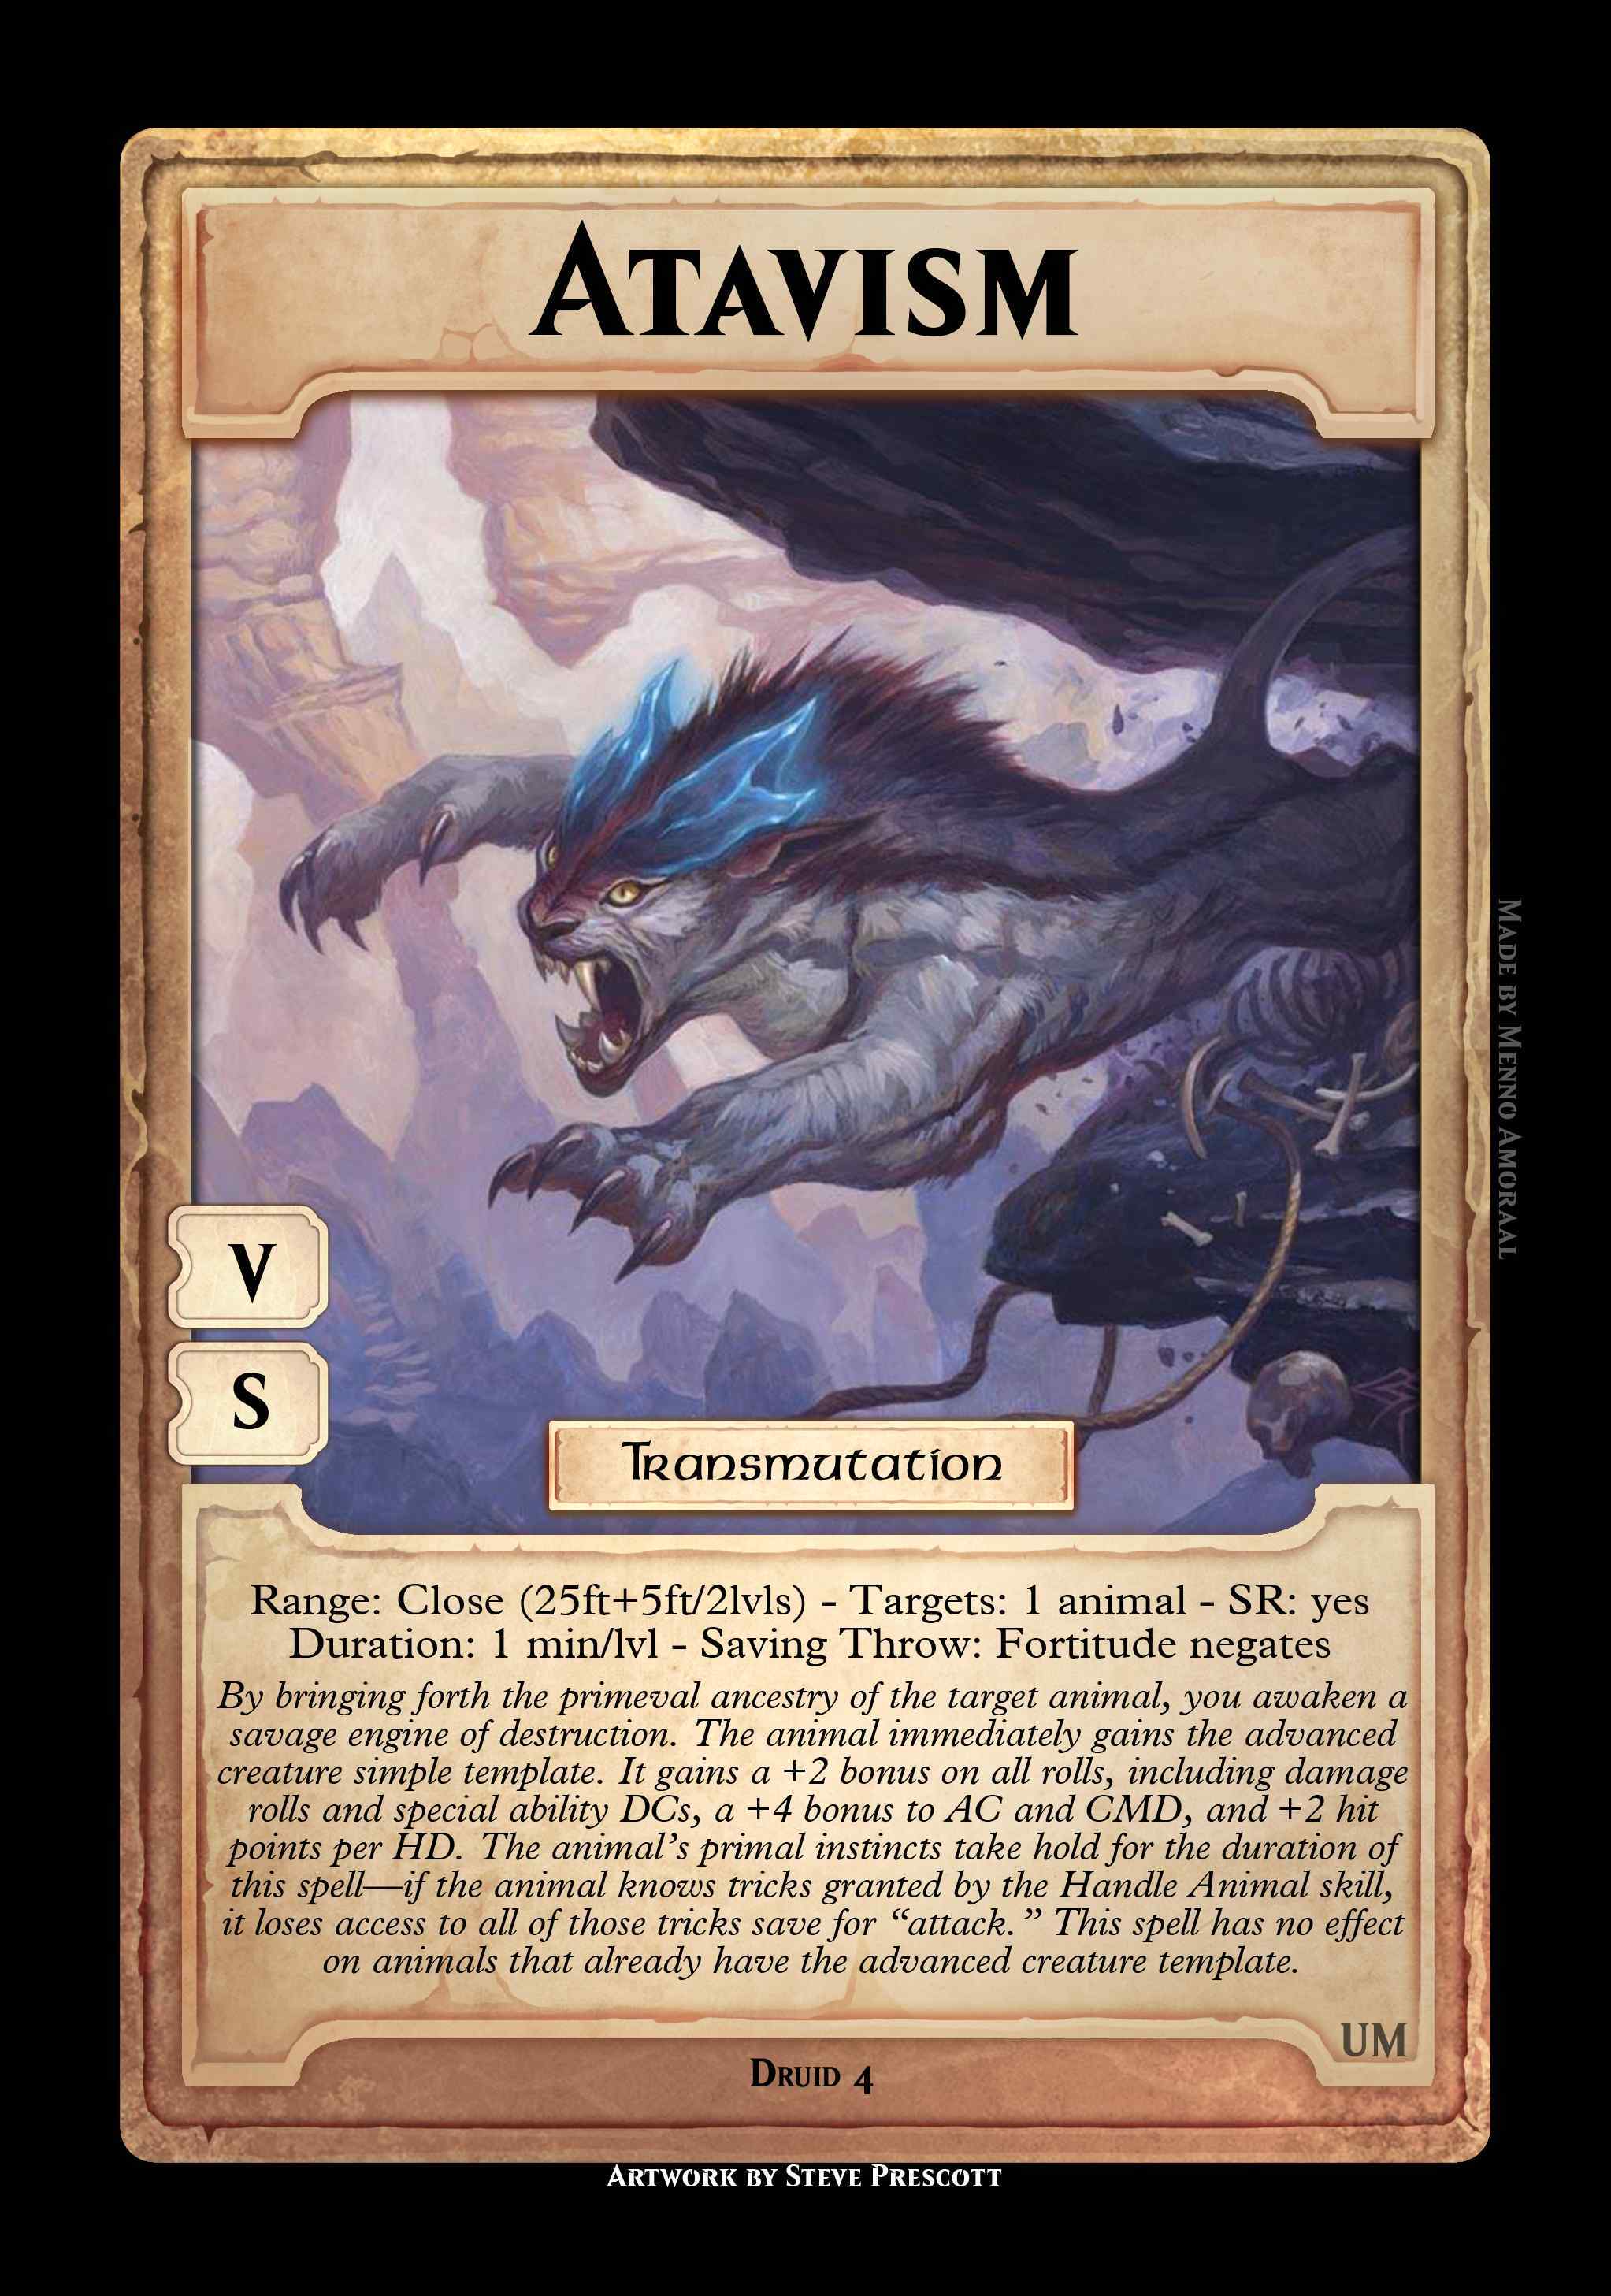 Atavism
V
S
Transmutation
Range: Close (25ft+5ft/2lvls) - Targets: 1 animal - SR: yes
Duration: 1 min/lvl - Saving Throw: Fortitude negates
By bringing forth the primeval ancestry of the target animal, you awaken a
savage engine of destruction. The animal immediately gains the advanced
creature simple template. It gains a +2 bonus on all rolls, including damage
rolls and special ability DCs, a +4 bonus to AC and CMD, and +2 hit
points per HD. The animal’s primal instincts take hold for the duration of
this spell—if the animal knows tricks granted by the Handle Animal skill,
it loses access to all of those tricks save for “attack.” This spell has no effect
on animals that already have the advanced creature template.
UM
Druid 4
Artwork by Steve Prescott
Made by Menno Amoraal